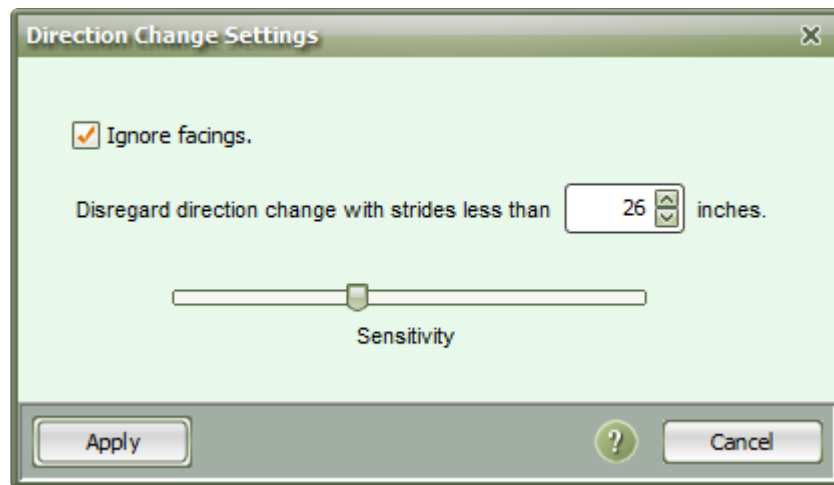 Direction Change Settings
Ignore facings.
Disregard direction change with strides less than 26 inches.
Sensitivity
Apply ? Cancel